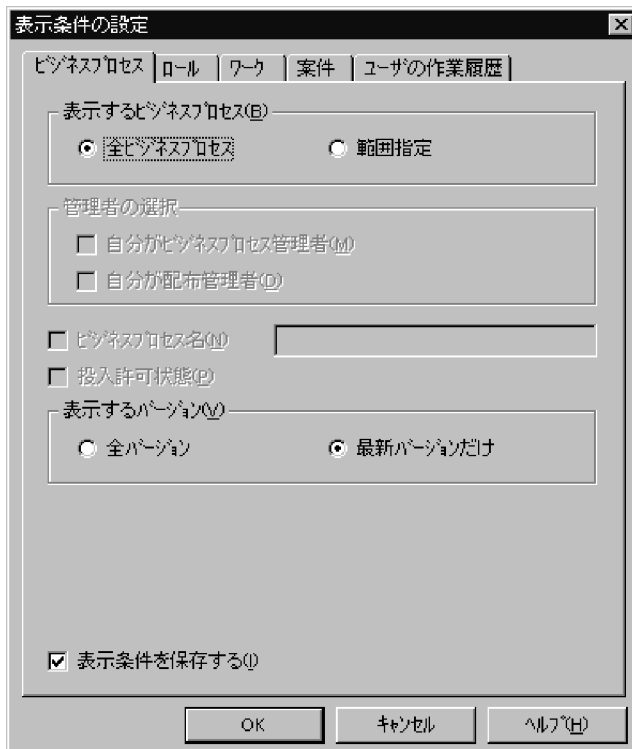 表示条件の設定
ﾋﾞｼﾞﾈｽﾌﾟﾛｾｽ ﾛｰﾙ ﾜｰｸ 案件 ﾕｰｻﾞの作業履歴
表示するﾋﾞｼﾞﾈｽﾌﾟﾛｾｽ(B)
全ﾋﾞｼﾞﾈｽﾌﾟﾛｾｽ 範囲指定
管理者の選択
自分がﾋﾞｼﾞﾈｽﾌﾟﾛｾｽ管理者(M)
自分が配布管理者(D)
ﾋﾞｼﾞﾈｽﾌﾟﾛｾｽ名(N)
投入許可状態(P)
表示するﾊﾞｰｼﾞｮﾝ(V)
全ﾊﾞｰｼﾞｮﾝ 最新ﾊﾞｰｼﾞｮﾝだけ
表示条件を保存する(I)
OK ｷｬﾝｾﾙ ﾍﾙﾌﾟ(H)